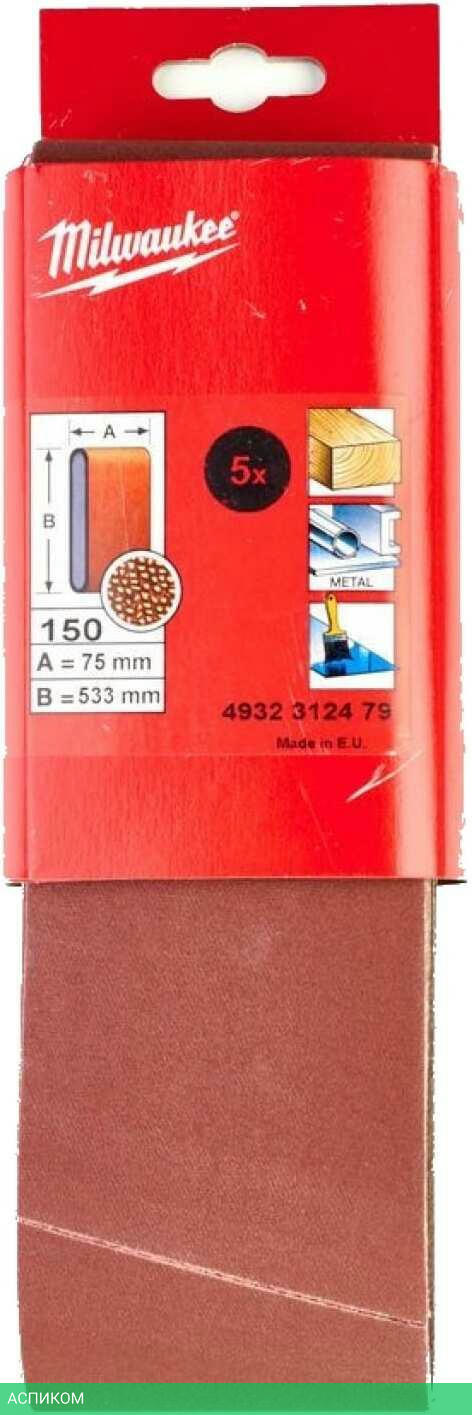 Milwaukee®
A
5x
B
METAL
150
A = 75 mm
B = 533 mm
4932 3124 79
Made in E.U.
АСПИКОМ